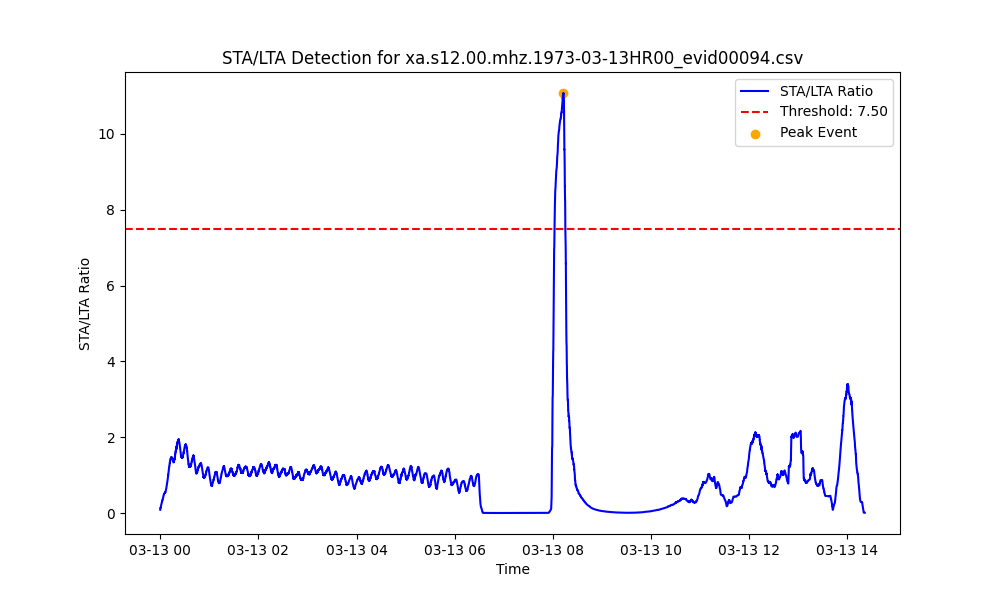 STA/LTA Detection for xa.s12.00.mhz.1973-03-13HR00_evid00094.csv
STA/LTA Ratio
Threshold: 7.50
Peak Event
10
8
6
4
2
0
STA/LTA Ratio
03-13 00 03-13 02 03-13 04 03-13 06 03-13 08 03-13 10 03-13 12 03-13 14
Time